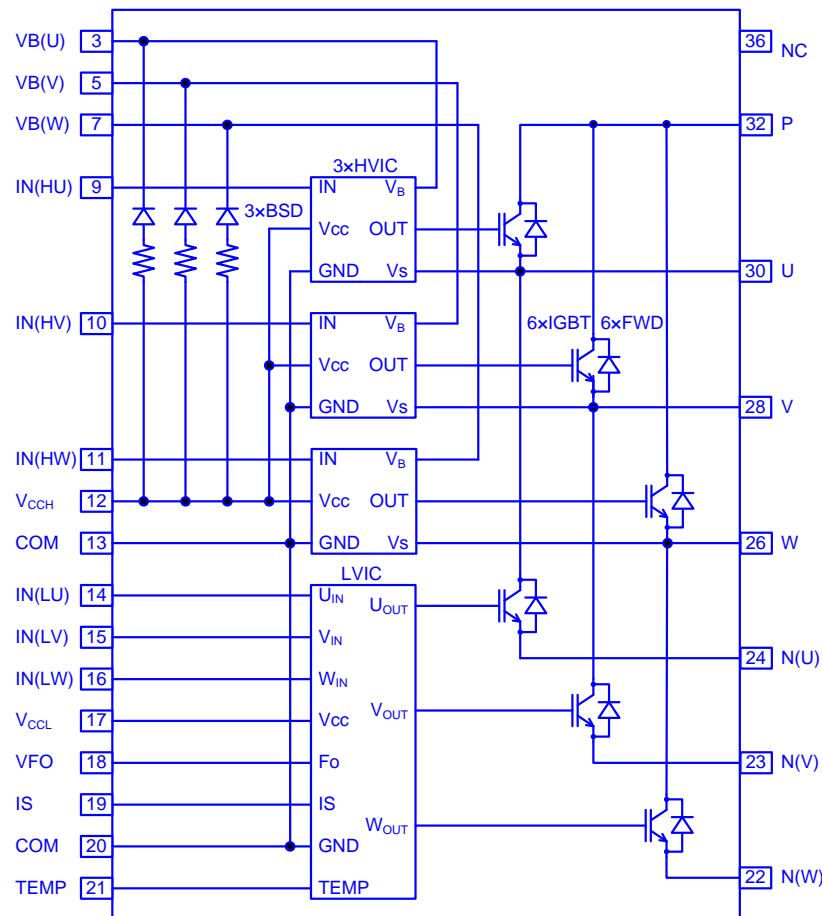 VB(U) 3
VB(V) 5
VB(W) 7
IN(HU) 9
IN(HV) 10
IN(HW) 11
VCCH 12
COM 13
IN(LU) 14
IN(LV) 15
IN(LW) 16
VCCL 17
VFO 18
IS 19
COM 20
TEMP 21
3×BSD
3×HVIC
IN VB
Vcc OUT
GND Vs
IN VB
Vcc OUT
GND Vs
IN VB
Vcc OUT
GND Vs
LVIC
UIN UOUT
VIN
WIN
Vcc VOUT
Fo
IS
WOUT
GND
TEMP
6×IGBT 6×FWD
36 NC
32 P
30 U
28 V
26 W
24 N(U)
23 N(V)
22 N(W)